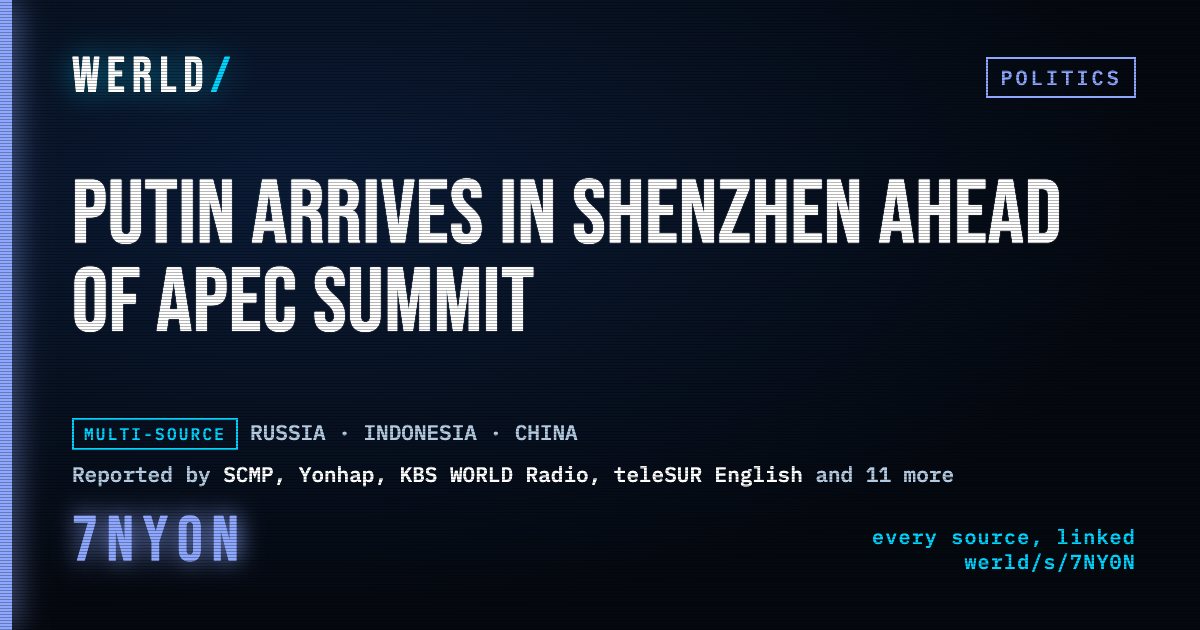 WERLD/
POLITICS
PUTIN ARRIVES IN SHENZHEN AHEAD
OF APEC SUMMIT
MULTI-SOURCE RUSSIA · INDONESIA · CHINA
Reported by SCMP, Yonhap, KBS WORLD Radio, teleSUR English and 11 more
7NY0N
every source, linked
werld/s/7NY0N